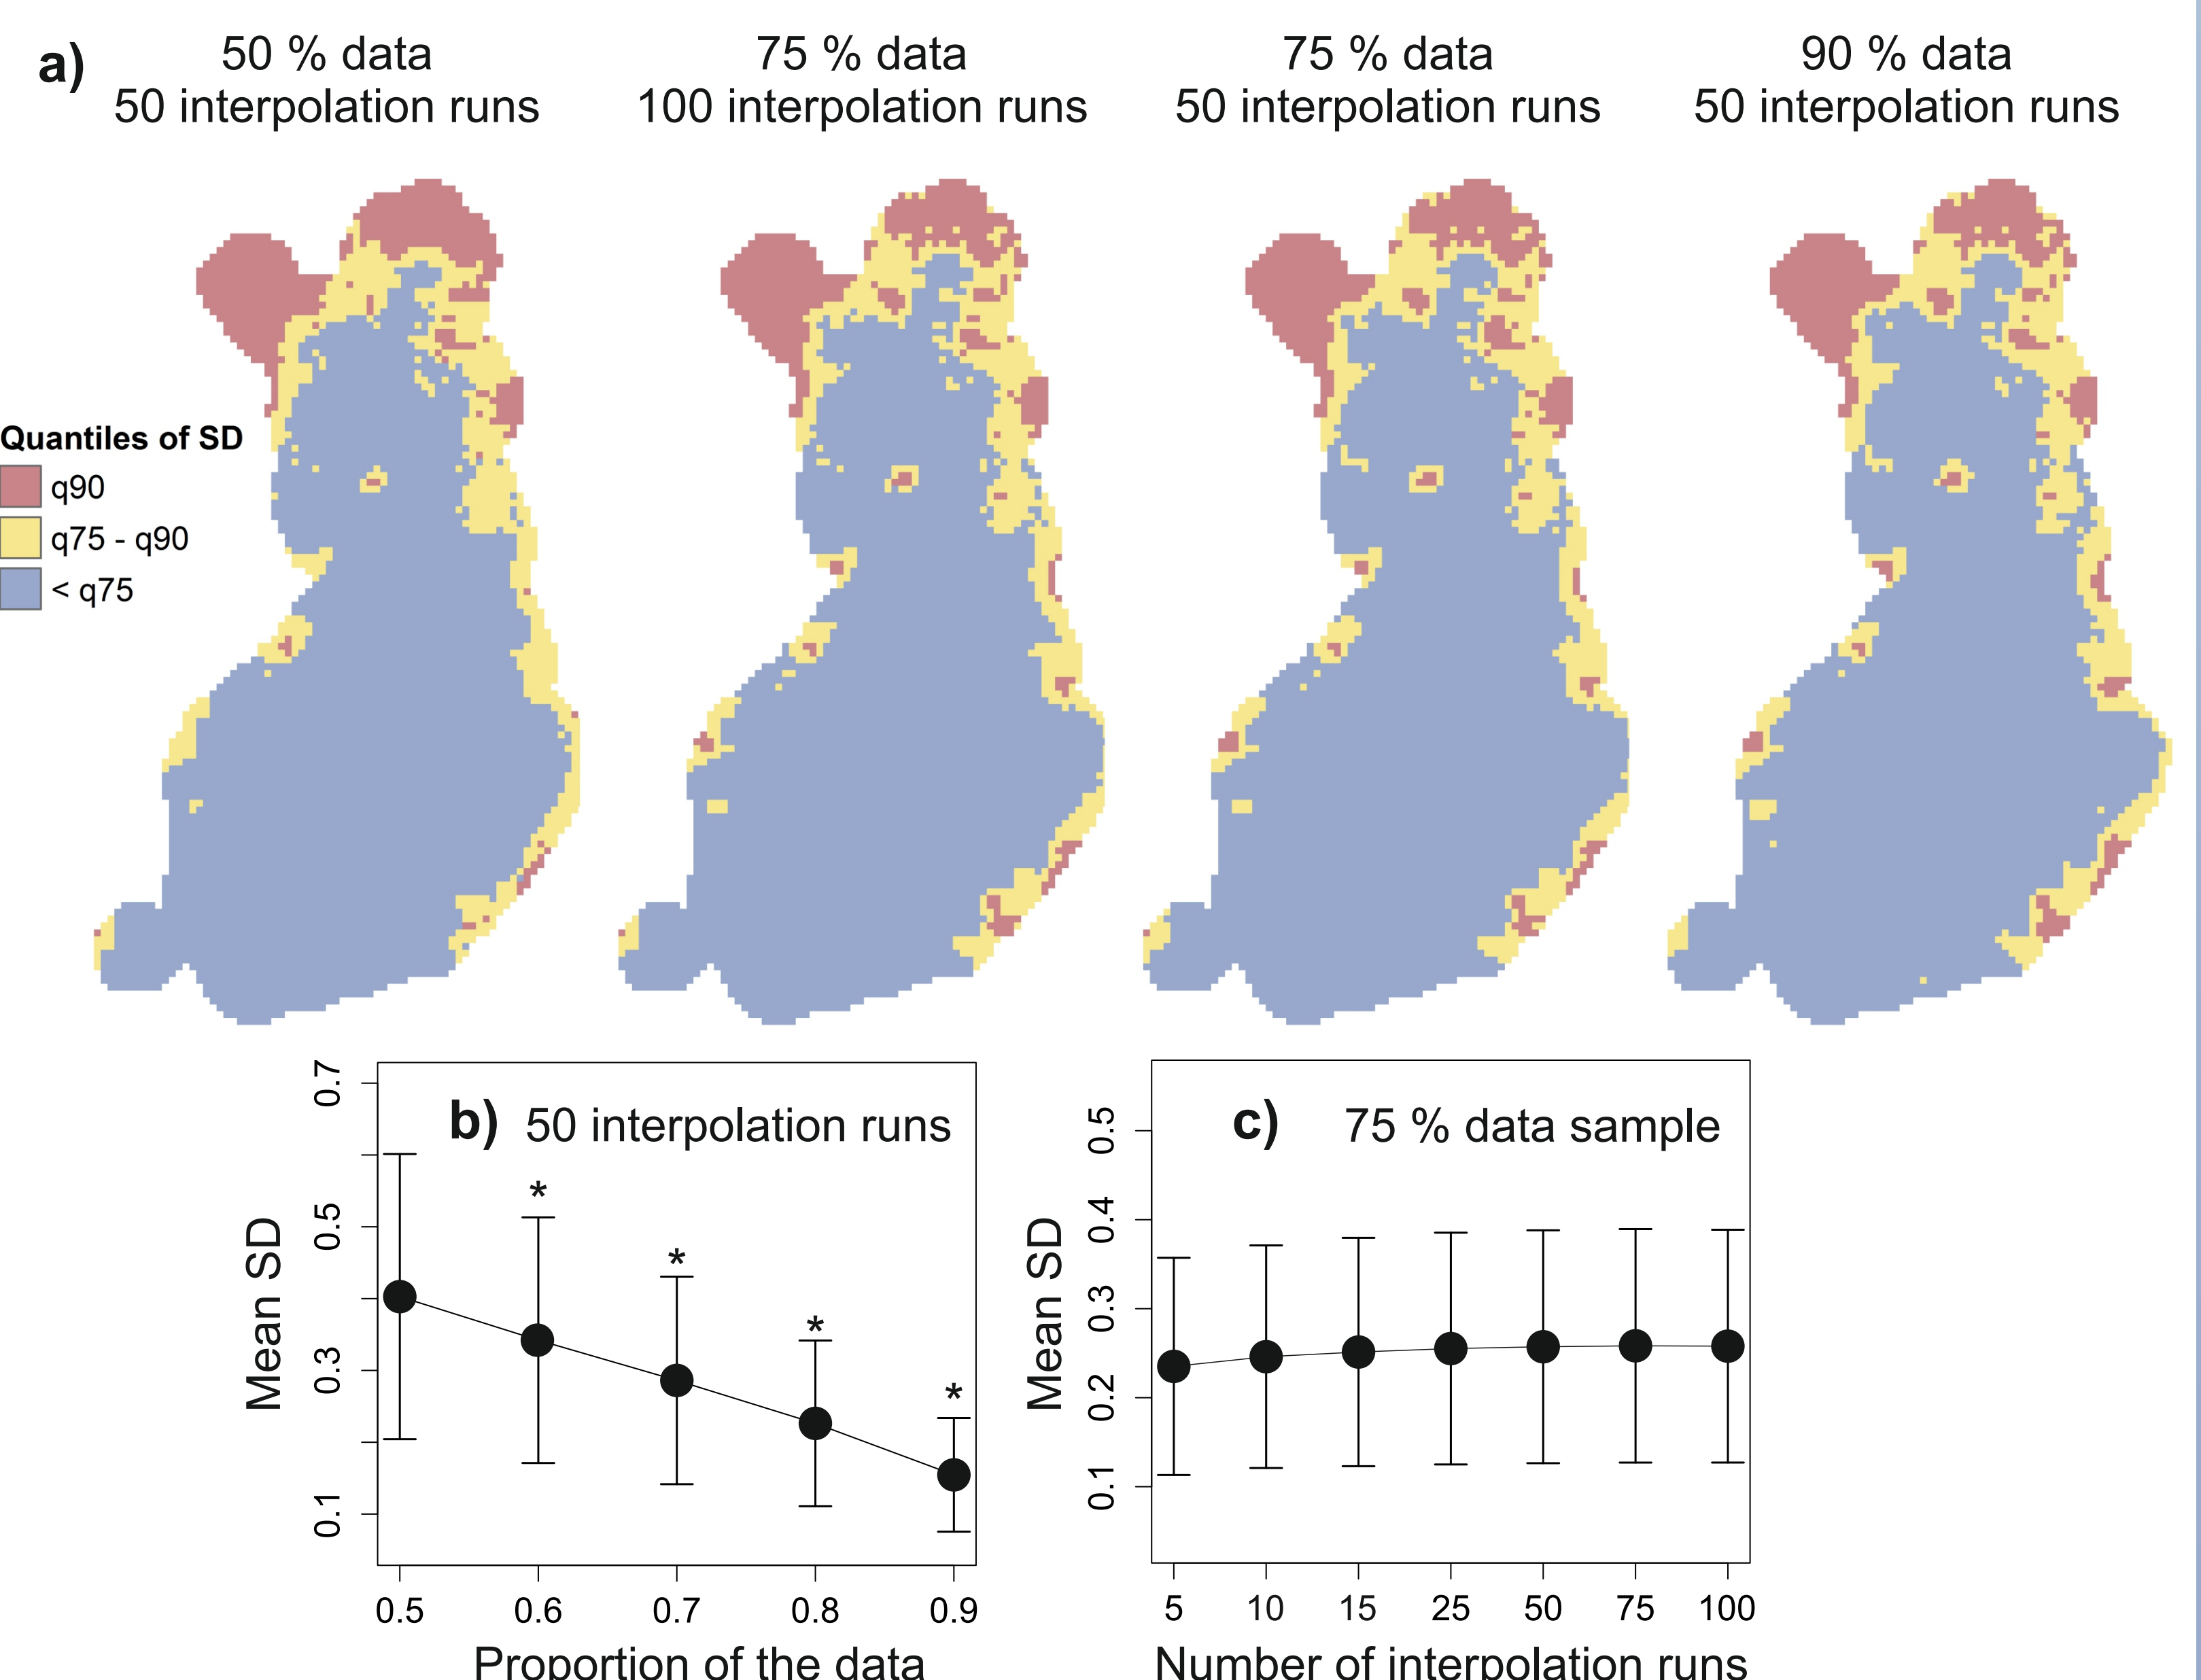 a)
50 % data
50 interpolation runs
75 % data
100 interpolation runs
75 % data
50 interpolation runs
90 % data
50 interpolation runs
Quantiles of SD
q90
q75 - q90
< q75
b) 50 interpolation runs
Mean SD
0.7
0.5
0.3
0.1
*
*
*
*
0.5 0.6 0.7 0.8 0.9
Proportion of the data
c) 75 % data sample
Mean SD
0.5
0.4
0.3
0.2
0.1
5 10 15 25 50 75 100
Number of interpolation runs